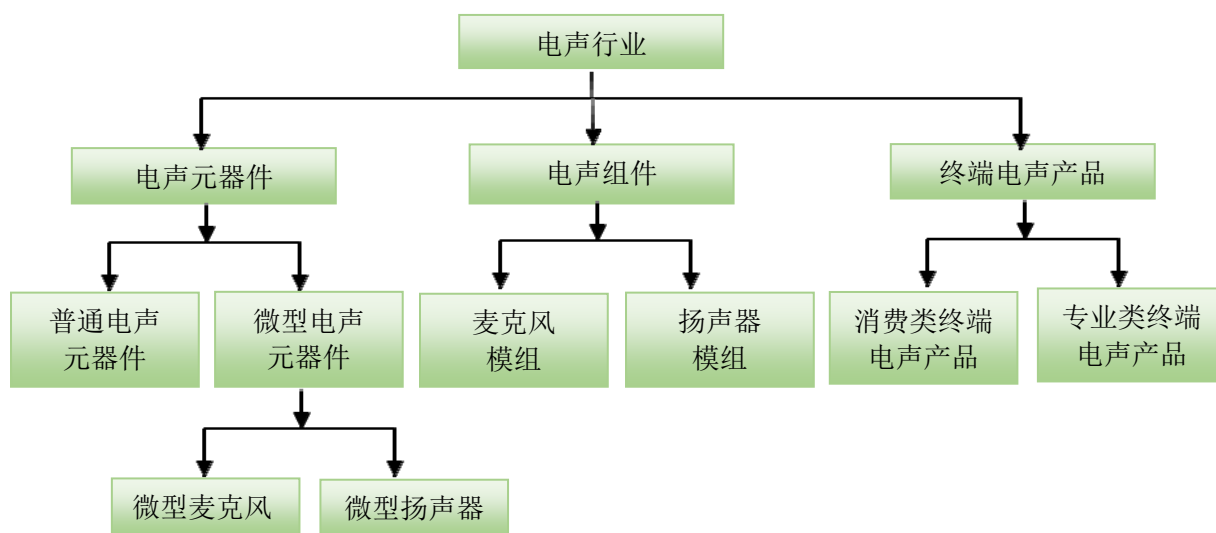 电声行业
电声元器件
电声组件
终端电声产品
普通电声
元器件
微型电声
元器件
麦克风
模组
扬声器
模组
消费类终端
电声产品
专业类终端
电声产品
微型麦克风
微型扬声器